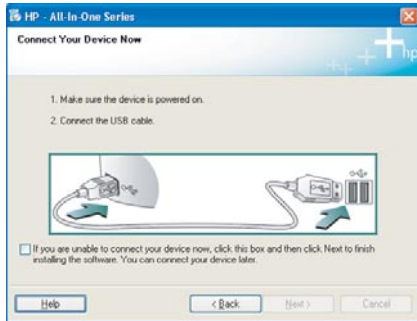 HP - All-In-One Series
Connect Your Device Now
hp
1. Make sure the device is powered on.
2. Connect the USB cable.
If you are unable to connect your device now, click this box and then click Next to finish
installing the software. You can connect your device later.
Help
< Back
Next >
Cancel